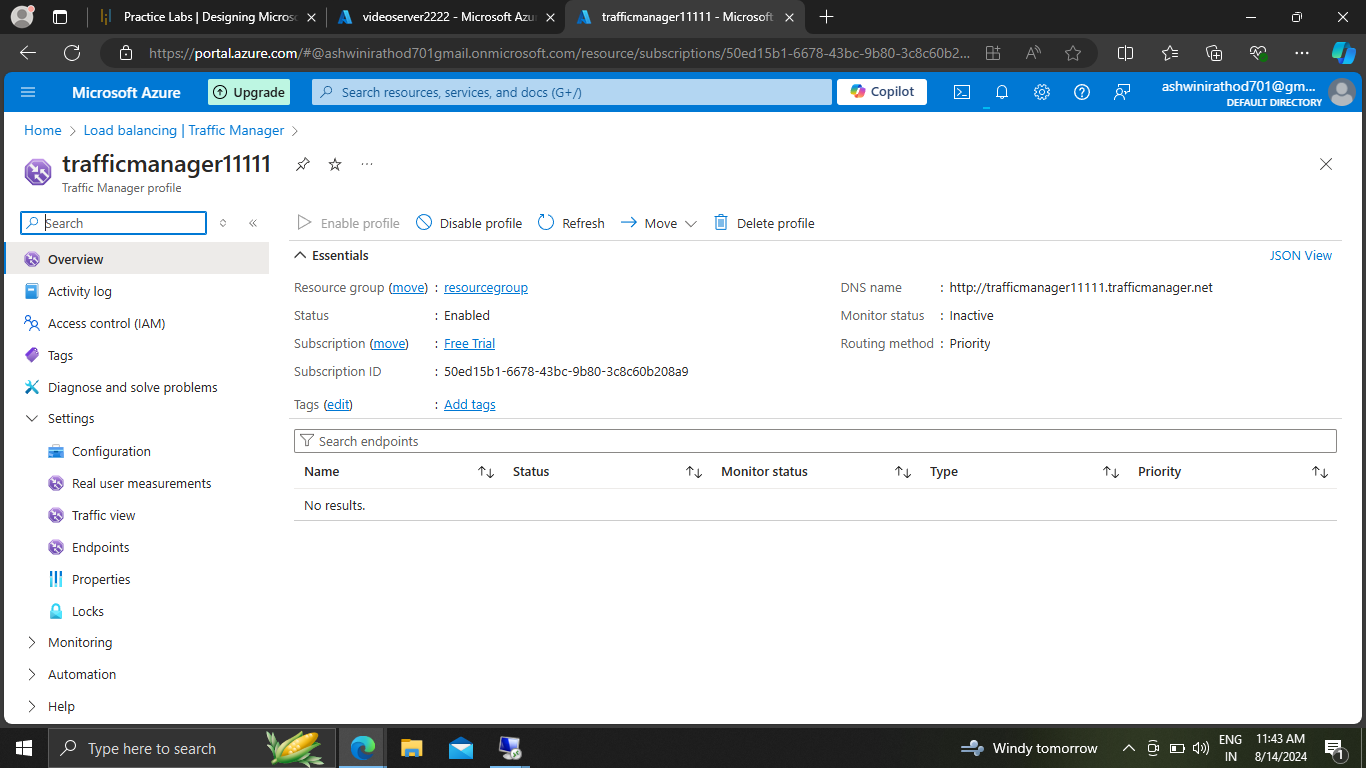 Practice Labs | Designing Microsc
videoserver2222 - Microsoft Azur
trafficmanager11111 - Microsoft
https://portal.azure.com/#@ashwinirathod701gmail.onmicrosoft.com/resource/subscriptions/50ed15b1-6678-43bc-9b80-3c8c60b2...
Microsoft Azure
Upgrade
Search resources, services, and docs (G+/)
Copilot
ashwinirathod701@gm...
DEFAULT DIRECTORY
Home > Load balancing | Traffic Manager >
trafficmanager11111
Traffic Manager profile
Search
Enable profile Disable profile Refresh Move Delete profile
Overview
Activity log
Access control (IAM)
Tags
Diagnose and solve problems
Settings
Configuration
Real user measurements
Traffic view
Endpoints
Properties
Locks
Monitoring
Automation
Help
Essentials
JSON View
Resource group (move) : resourcegroup
Status : Enabled
Subscription (move) : Free Trial
Subscription ID : 50ed15b1-6678-43bc-9b80-3c8c60b208a9
Tags (edit) : Add tags
DNS name : http://trafficmanager11111.trafficmanager.net
Monitor status : Inactive
Routing method : Priority
Search endpoints
Name Status Monitor status Type Priority
No results.
Type here to search
Windy tomorrow
ENG
IN
11:43 AM
8/14/2024
1